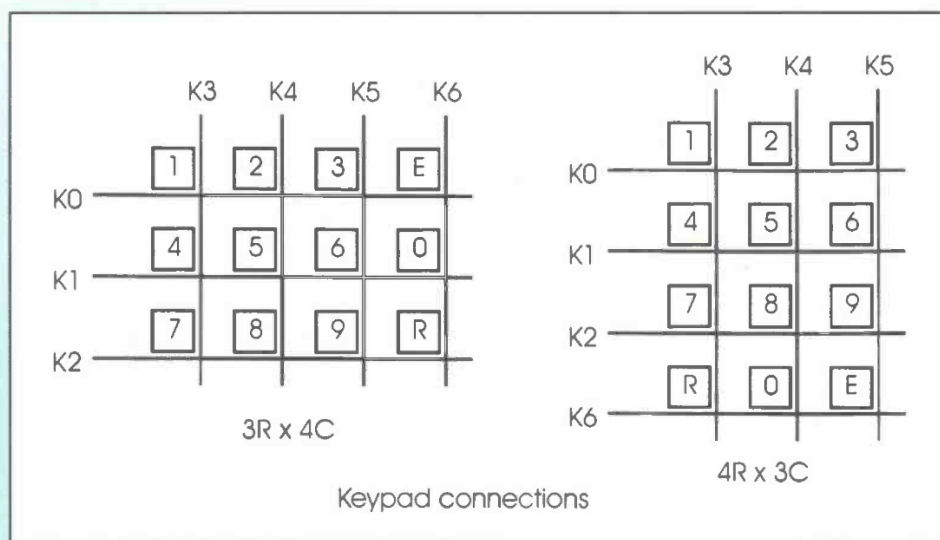 K3 K4 K5 K6
1 2 3 E
K0
4 5 6 0
K1
7 8 9 R
K2
3R x 4C
K3 K4 K5
1 2 3
K0
4 5 6
K1
7 8 9
K2
R 0 E
K6
4R x 3C
Keypad connections